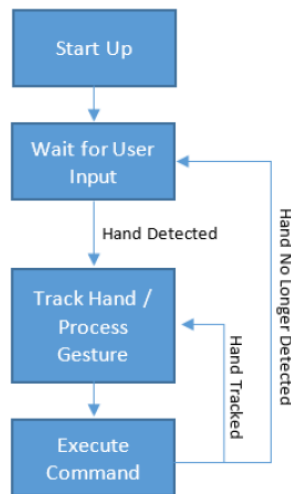 Start Up
Wait for User
Input
Hand Detected
Track Hand /
Process
Gesture
Hand Tracked
Hand No Longer Detected
Execute
Command